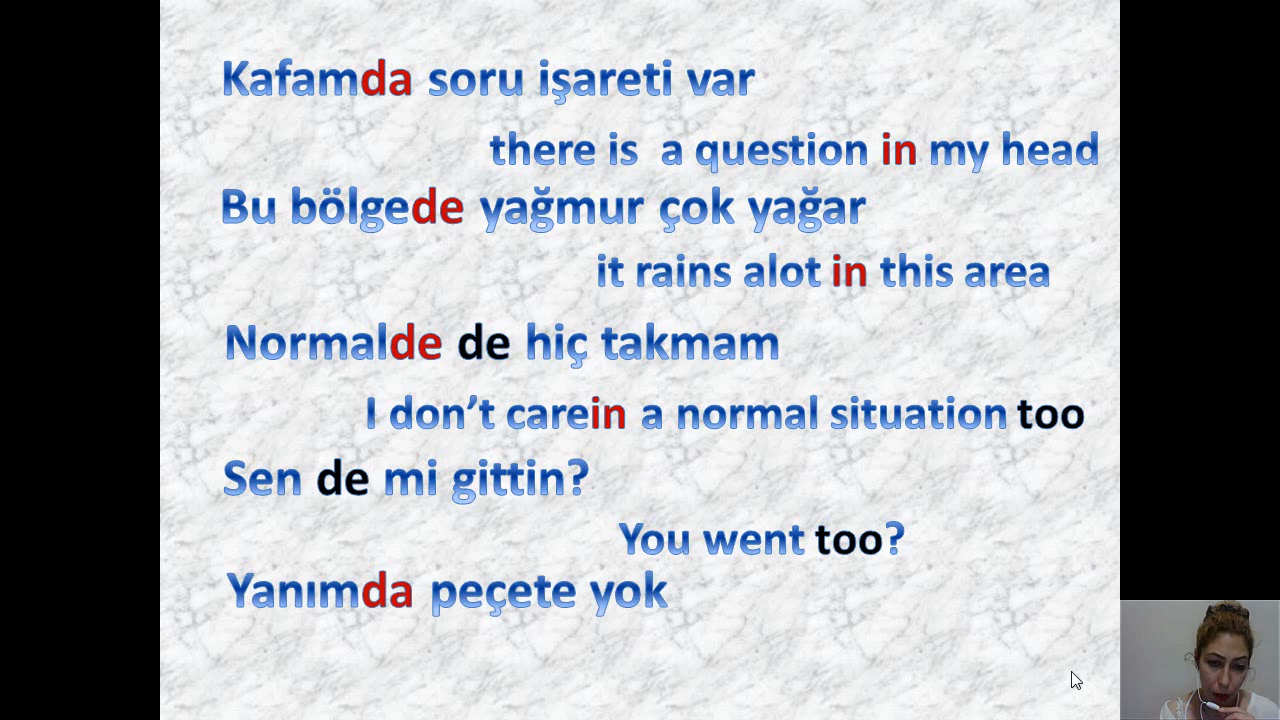 Kafamda soru işareti var
there is a question in my head
Bu bölgede yağmur çok yağar
it rains alot in this area
Normalde de hiç takmam
I don't carein a normal situation too
Sen de mi gittin?
You went too?
Yanımda peçete yok